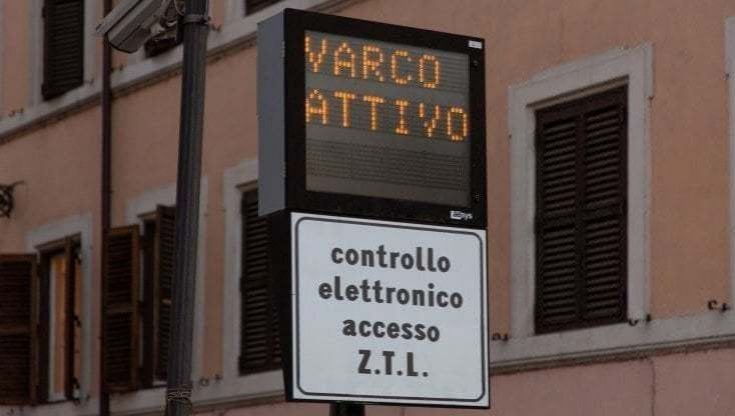 VARCO
ATTIVO
controllo
elettronico
accesso
Z.T.L.